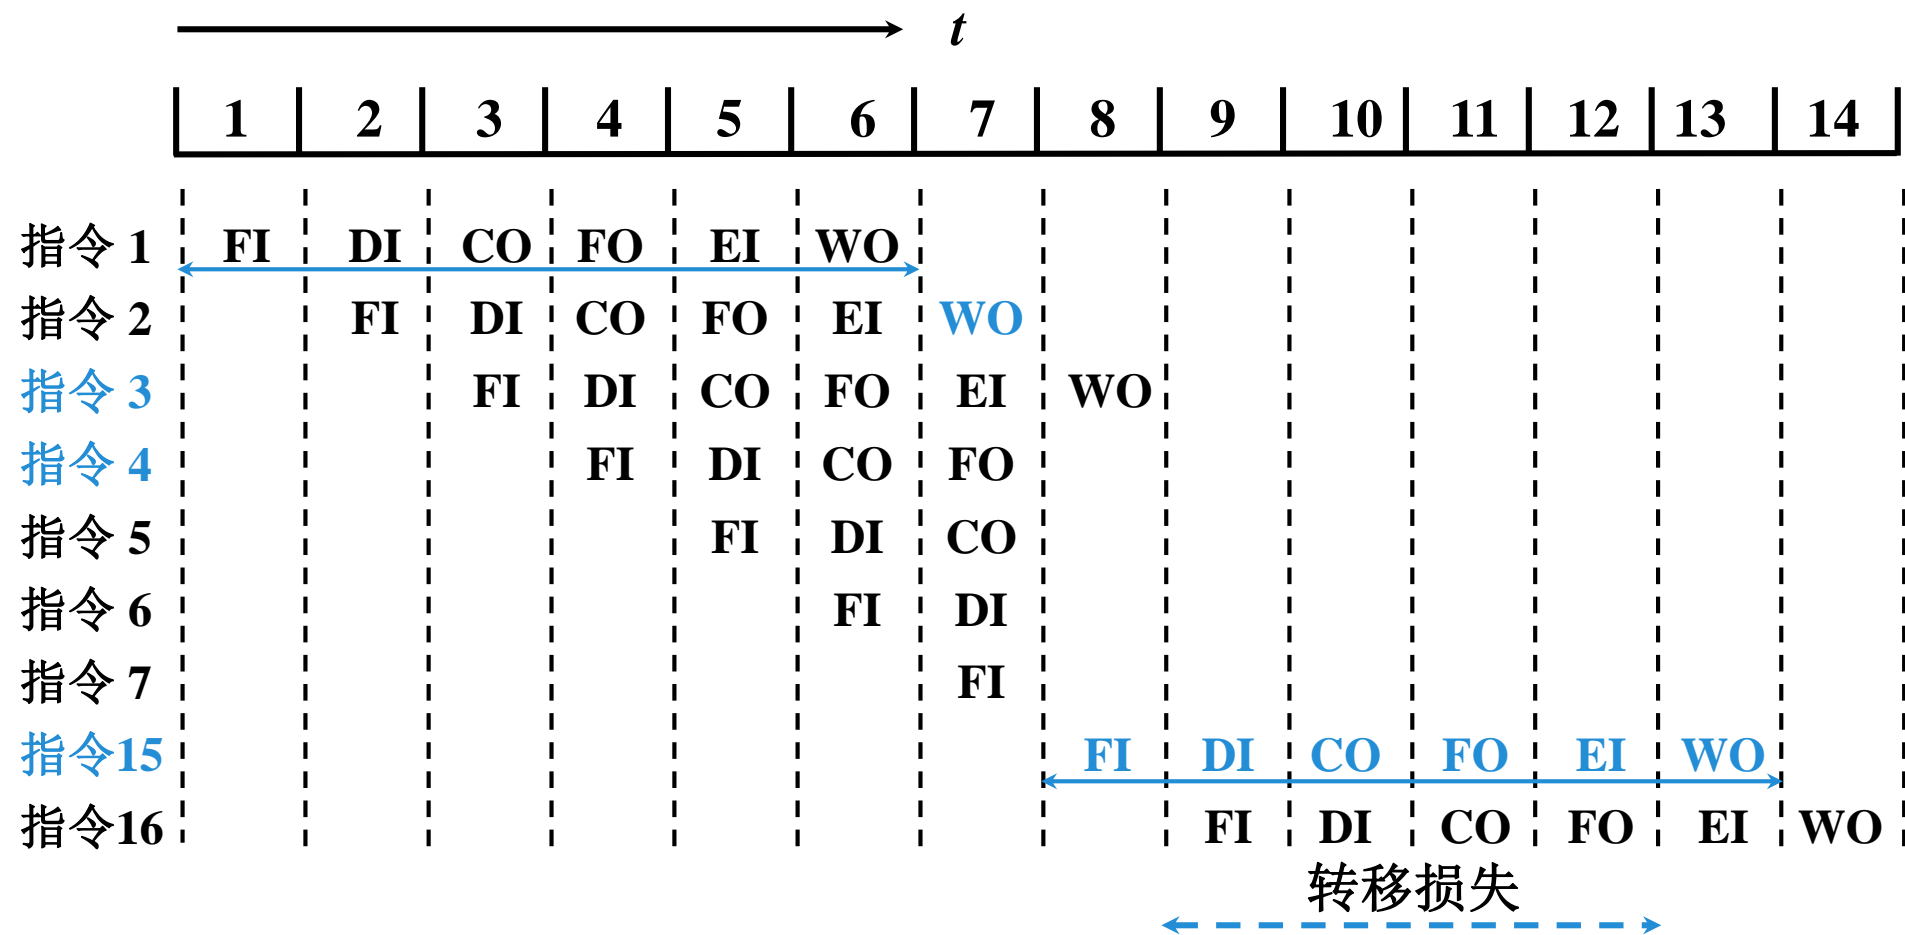 t
1 2 3 4 5 6 7 8 9 10 11 12 13 14
指令 1 FI DI CO FO EI WO
指令 2 FI DI CO FO EI WO
指令 3 FI DI CO FO EI WO
指令 4 FI DI CO FO
指令 5 FI DI CO
指令 6 FI DI
指令 7 FI
指令15 FI DI CO FO EI WO
指令16 FI DI CO FO EI WO
转移损失